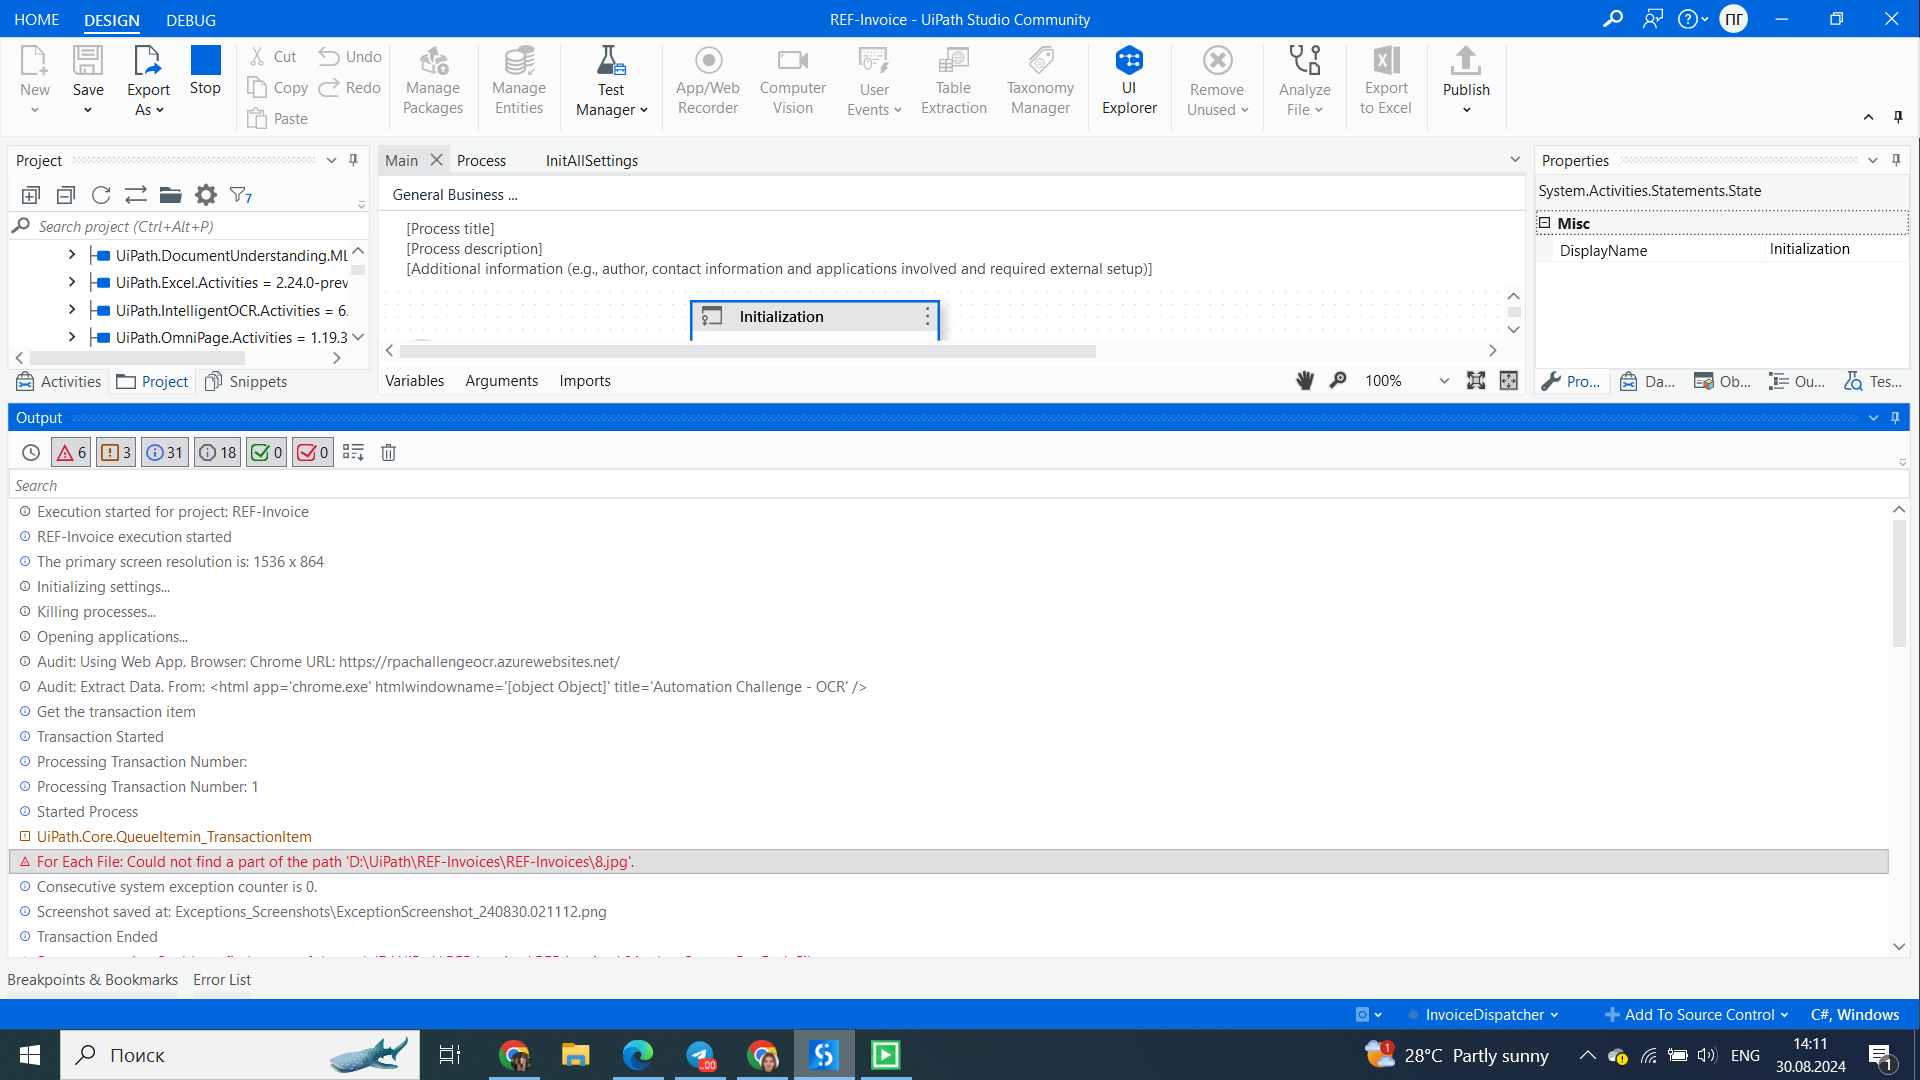 HOME DESIGN DEBUG
REF-Invoice - UiPath Studio Community
ПГ
New
Save
Export As
Stop
Cut
Copy
Paste
Undo
Redo
Manage Packages
Manage Entities
Test Manager
App/Web Recorder
Computer Vision
User Events
Table Extraction
Taxonomy Manager
UI Explorer
Remove Unused
Analyze File
Export to Excel
Publish
Project
7
Search project (Ctrl+Alt+P)
UiPath.DocumentUnderstanding.ML
UiPath.Excel.Activities = 2.24.0-prev
UiPath.IntelligentOCR.Activities = 6.
UiPath.OmniPage.Activities = 1.19.3
Activities Project Snippets
Main Process InitAllSettings
General Business ...
[Process title]
[Process description]
[Additional information (e.g., author, contact information and applications involved and required external setup)]
Initialization
Variables Arguments Imports
100%
Properties
System.Activities.Statements.State
Misc
DisplayName Initialization
Pro... Da... Ob... Ou... Tes...
Output
6 3 31 18 0 0
Search
Execution started for project: REF-Invoice
REF-Invoice execution started
The primary screen resolution is: 1536 x 864
Initializing settings...
Killing processes...
Opening applications...
Audit: Using Web App. Browser: Chrome URL: https://rpachallengeocr.azurewebsites.net/
Audit: Extract Data. From: <html app='chrome.exe' htmlwindowname='[object Object]' title='Automation Challenge - OCR' />
Get the transaction item
Transaction Started
Processing Transaction Number:
Processing Transaction Number: 1
Started Process
UiPath.Core.QueueItemin_TransactionItem
For Each File: Could not find a part of the path 'D:\UiPath\REF-Invoices\REF-Invoices\8.jpg'.
Consecutive system exception counter is 0.
Screenshot saved at: Exceptions_Screenshots\ExceptionScreenshot_240830.021112.png
Transaction Ended
Breakpoints & Bookmarks Error List
InvoiceDispatcher Add To Source Control C#, Windows
Поиск
.00
1
28°C Partly sunny
ENG
14:11
30.08.2024
1